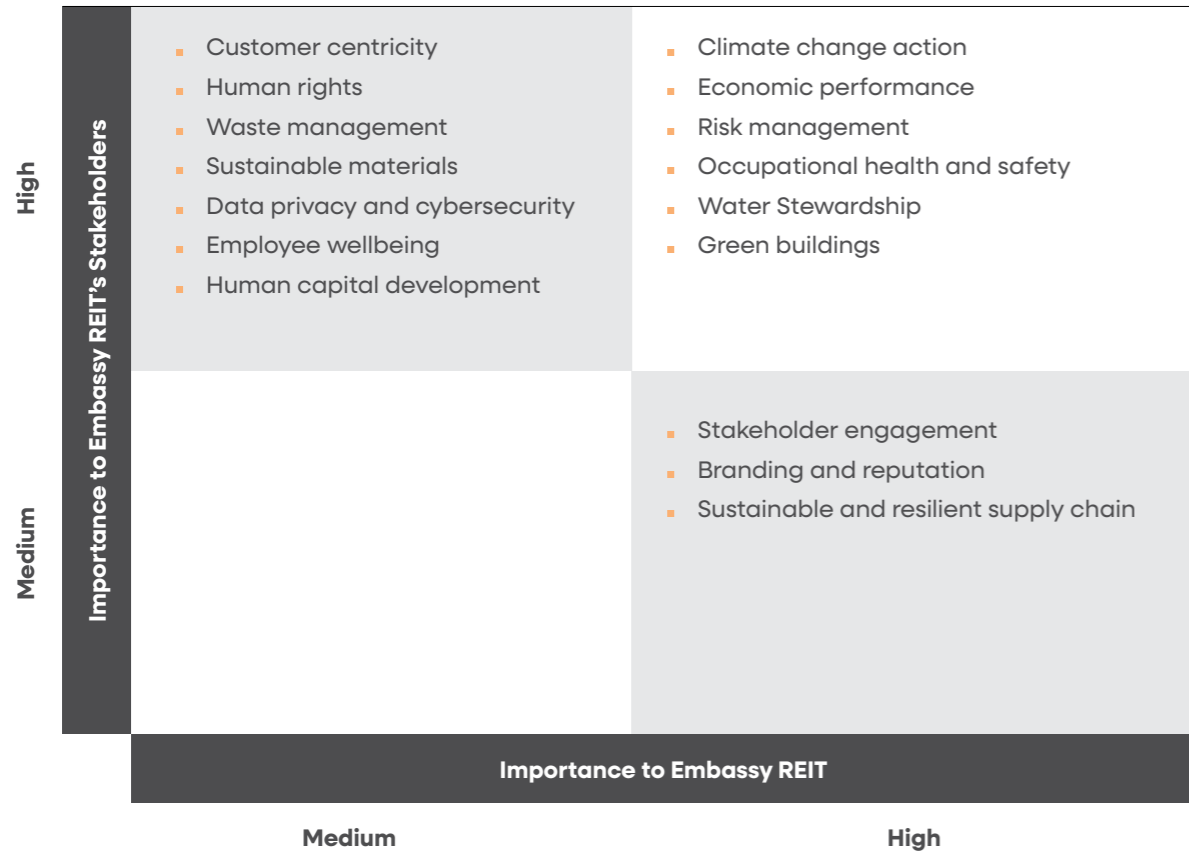 High
Medium
Importance to Embassy REIT's Stakeholders
Customer centricity
Human rights
Waste management
Sustainable materials
Data privacy and cybersecurity
Employee wellbeing
Human capital development
Climate change action
Economic performance
Risk management
Occupational health and safety
Water Stewardship
Green buildings
Stakeholder engagement
Branding and reputation
Sustainable and resilient supply chain
Importance to Embassy REIT
Medium
High